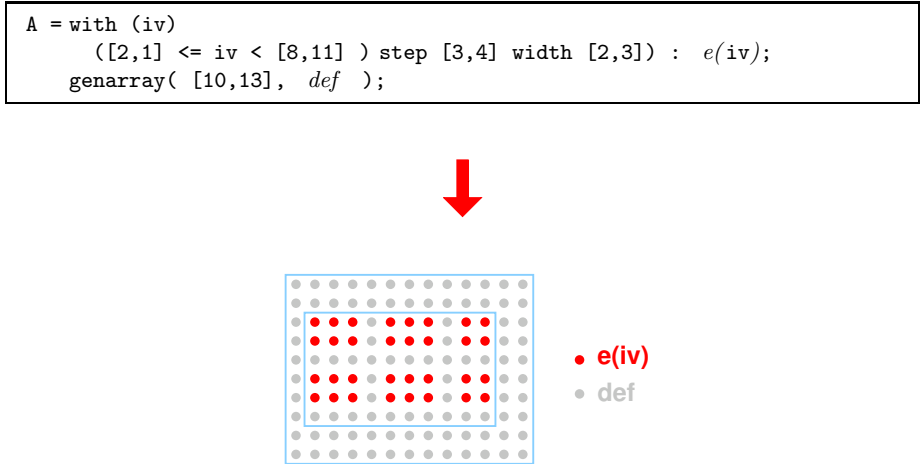 A = with (iv)
([2,1] <= iv < [8,11] ) step [3,4] width [2,3]) : e(iv);
genarray( [10,13], def );
e(iv)
def